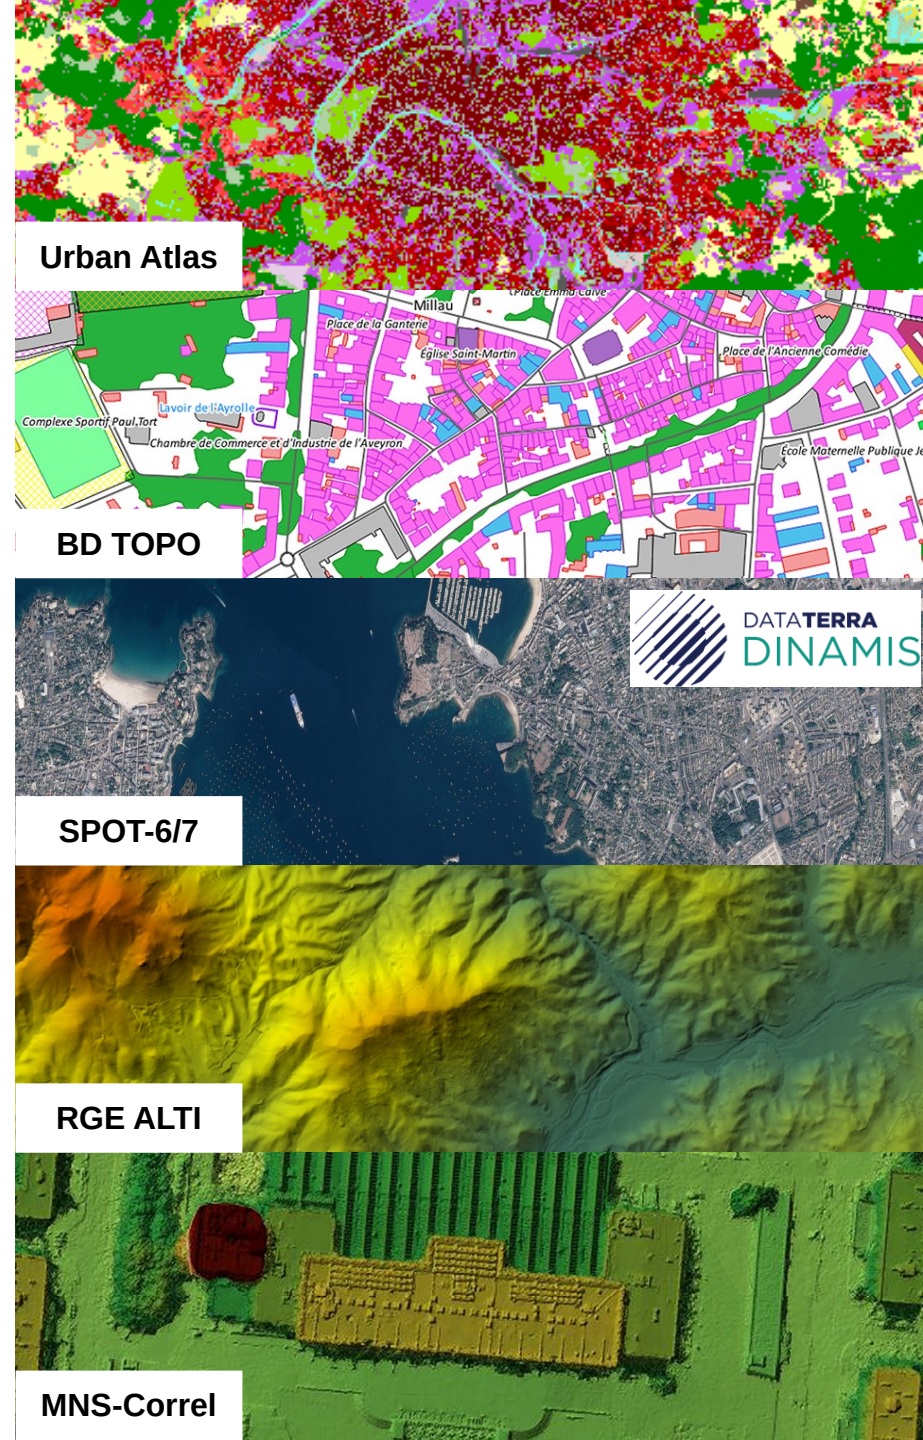 Urban Atlas
Place Emma Calvé
Millau
Place de la Ganterie
Église Saint-Martin
Place de l'Ancienne Comédie
Lavoir de l'Ayrolle
Complexe Sportif Paul Tort
Chambre de Commerce et d'Industrie de l'Aveyron
École Maternelle Publique Je
BD TOPO
DATATERRA
DINAMIS
SPOT-6/7
RGE ALTI
MNS-Correl